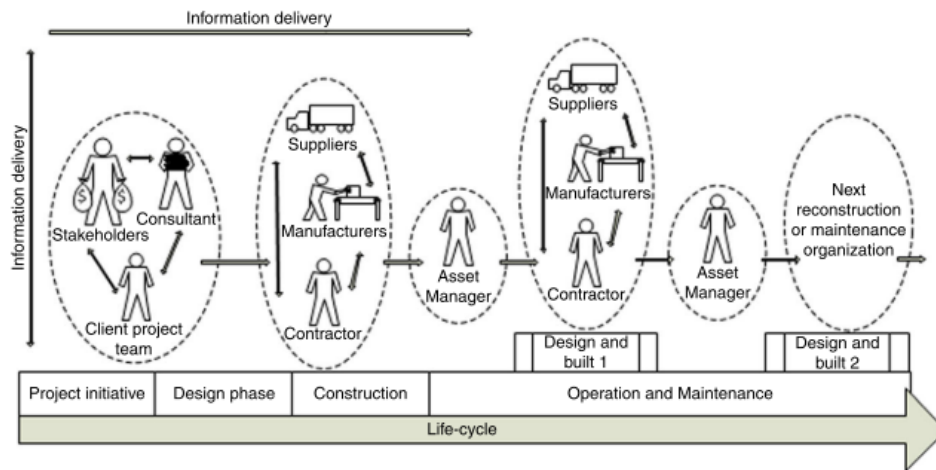 Information delivery
Information delivery
Stakeholders
Consultant
Client project
team
Suppliers
Manufacturers
Contractor
Asset
Manager
Suppliers
Manufacturers
Contractor
Asset
Manager
Next
reconstruction
or maintenance
organization
Design and
built 1
Design and
built 2
Project initiative
Design phase
Construction
Operation and Maintenance
Life-cycle
$
$